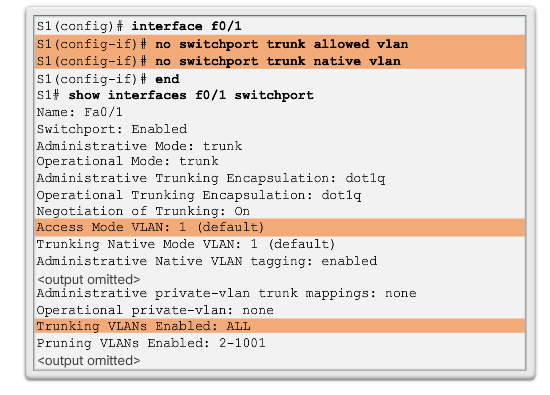 S1(config)# interface f0/1
S1(config-if)# no switchport trunk allowed vlan
S1(config-if)# no switchport trunk native vlan
S1(config-if)# end
S1# show interfaces f0/1 switchport
Name: Fa0/1
Switchport: Enabled
Administrative Mode: trunk
Operational Mode: trunk
Administrative Trunking Encapsulation: dot1q
Operational Trunking Encapsulation: dot1q
Negotiation of Trunking: On
Access Mode VLAN: 1 (default)
Trunking Native Mode VLAN: 1 (default)
Administrative Native VLAN tagging: enabled
<output omitted>
Administrative private-vlan trunk mappings: none
Operational private-vlan: none
Trunking VLANs Enabled: ALL
Pruning VLANs Enabled: 2-1001
<output omitted>